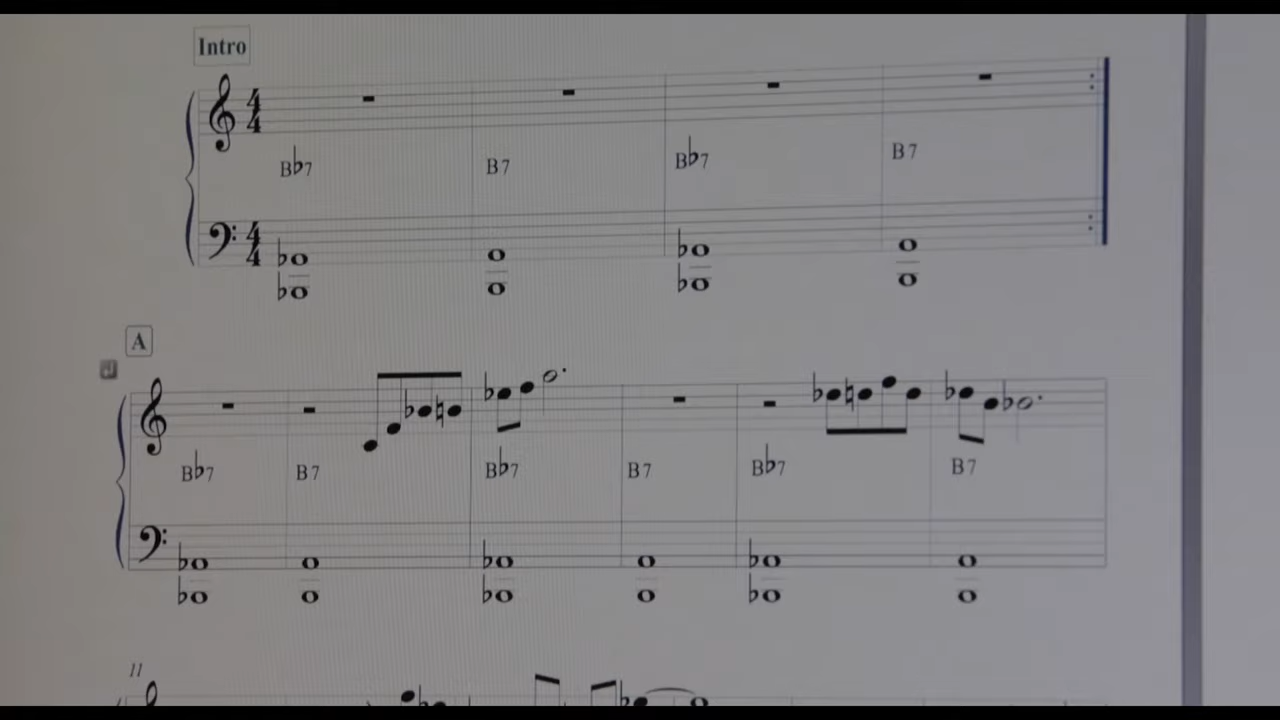 Intro
4 4
B♭7 B7 B♭7 B7
4 4
A
B♭7 B7 B♭7 B7 B♭7 B7
11